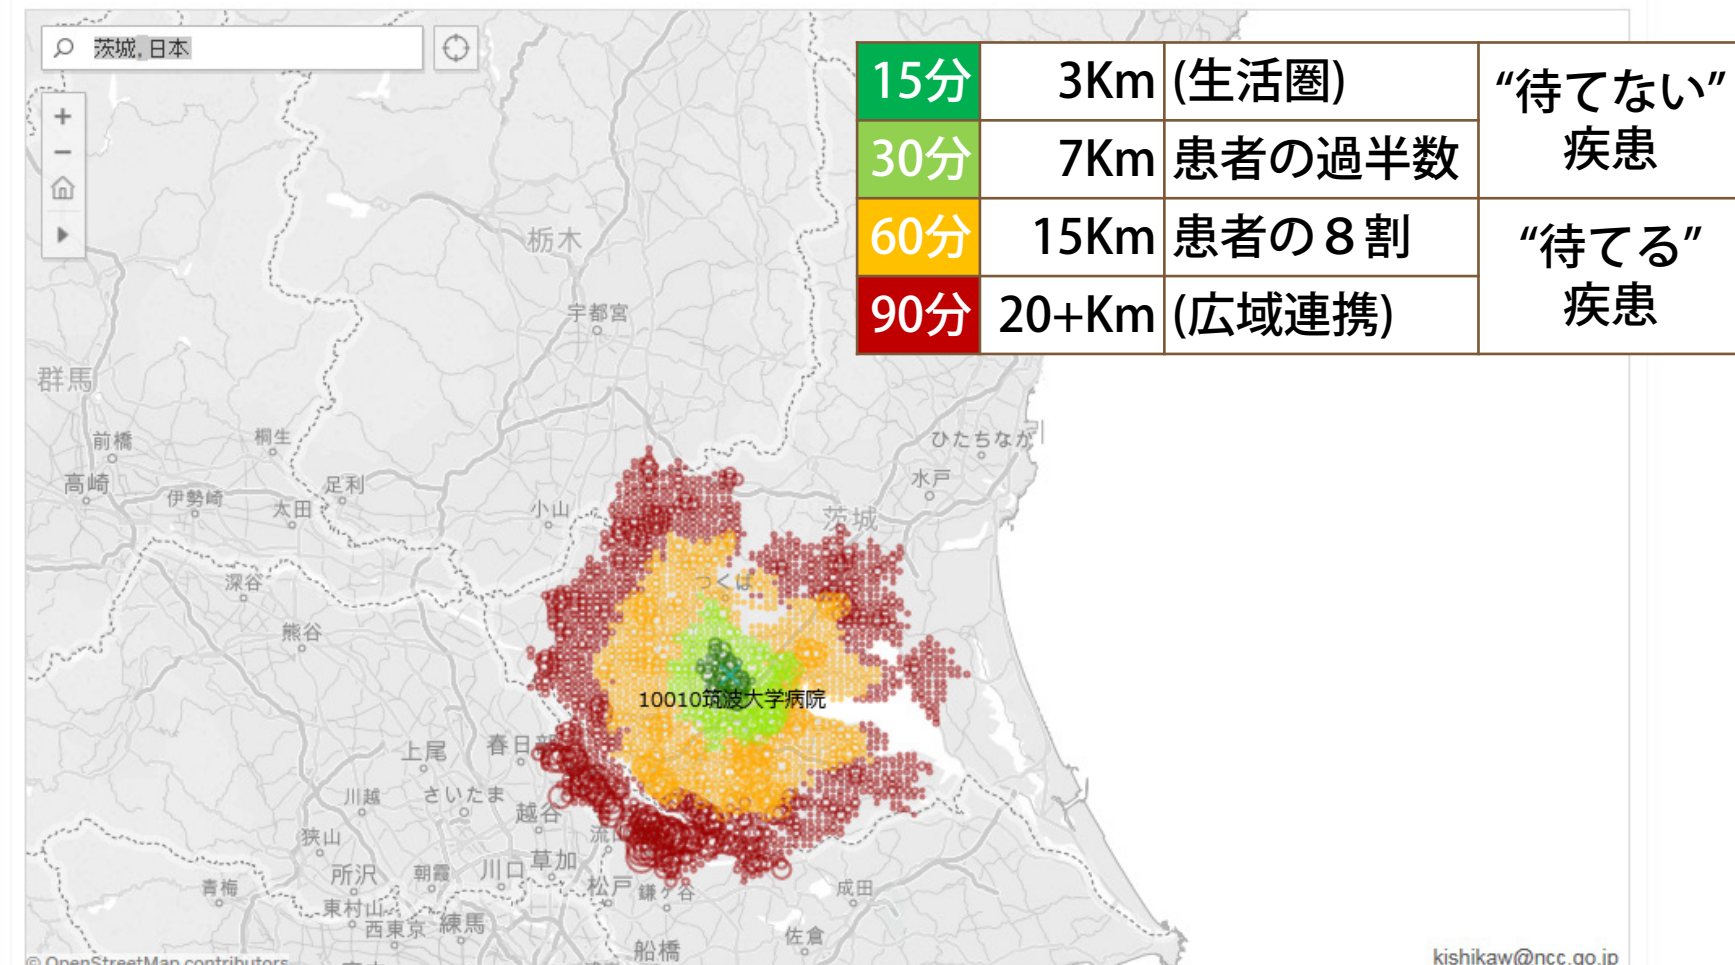 茨城, 日本
15分 3Km (生活圏)
30分 7Km 患者の過半数
“待てない”
疾患
60分 15Km 患者の８割
90分 20+Km (広域連携)
“待てる”
疾患
栃木
宇都宮
群馬
前橋
桐生
ひたちなか
高崎
伊勢崎
太田
足利
小山
水戸
茨城
深谷
つくば
熊谷
10010筑波大学病院
上尾
春日部
川越
さいたま
越谷
狭山
所沢
朝霞
川口
草加
松戸
鎌ケ谷
成田
青梅
東村山
西東京
練馬
船橋
佐倉
© OpenStreetMap contributors
kishikaw@ncc.go.jp